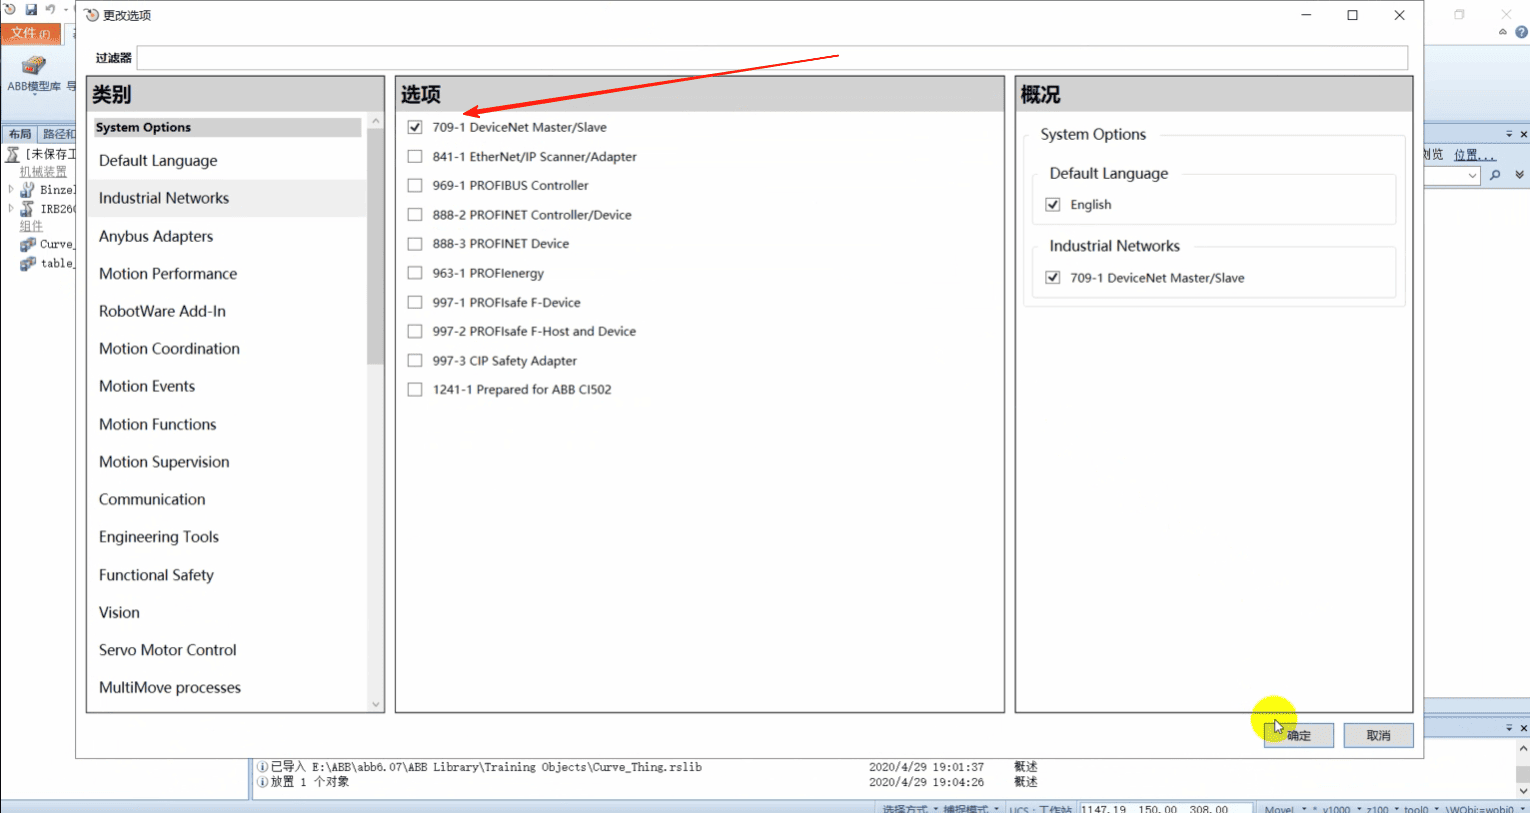 更改选项
文件(F)
过滤器
ABB模型库 导
类别
选项
概况
System Options
709-1 DeviceNet Master/Slave
System Options
布局 路径和
Default Language
841-1 EtherNet/IP Scanner/Adapter
[未保存工
浏览 位置...
机械装置
969-1 PROFIBUS Controller
Default Language
Binzel
Industrial Networks
English
IRB260
888-2 PROFINET Controller/Device
组件
Anybus Adapters
888-3 PROFINET Device
Industrial Networks
Curve_
table_
Motion Performance
963-1 PROFIenergy
709-1 DeviceNet Master/Slave
RobotWare Add-In
997-1 PROFIsafe F-Device
997-2 PROFIsafe F-Host and Device
Motion Coordination
997-3 CIP Safety Adapter
Motion Events
1241-1 Prepared for ABB CI502
Motion Functions
Motion Supervision
Communication
Engineering Tools
Functional Safety
Vision
Servo Motor Control
MultiMove processes
确定 取消
已导入 E:\ABB\abb6.07\ABB Library\Training Objects\Curve_Thing.rslib 2020/4/29 19:01:37 概述
放置 1 个对象 2020/4/29 19:04:26 概述
选择方式 捕捉模式 UCS：工作站 1147.19 150.00 308.00 MoveL * v1000 z100 tool0 \WObj:=wobj0